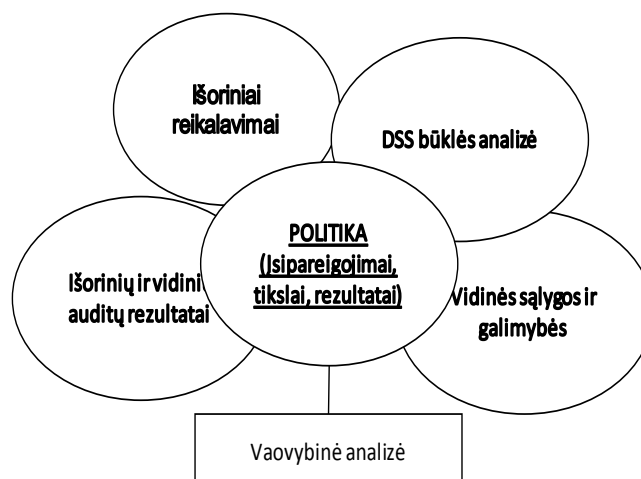 Išoriniai
reikalavimai
DSS būklės analizė
POLITIKA
(Įsipareigojimai,
tikslai, rezultatai)
Išorinių ir vidini
auditų rezultatai
Vidinės sąlygos ir
galimybės
Vaovybinė analizė